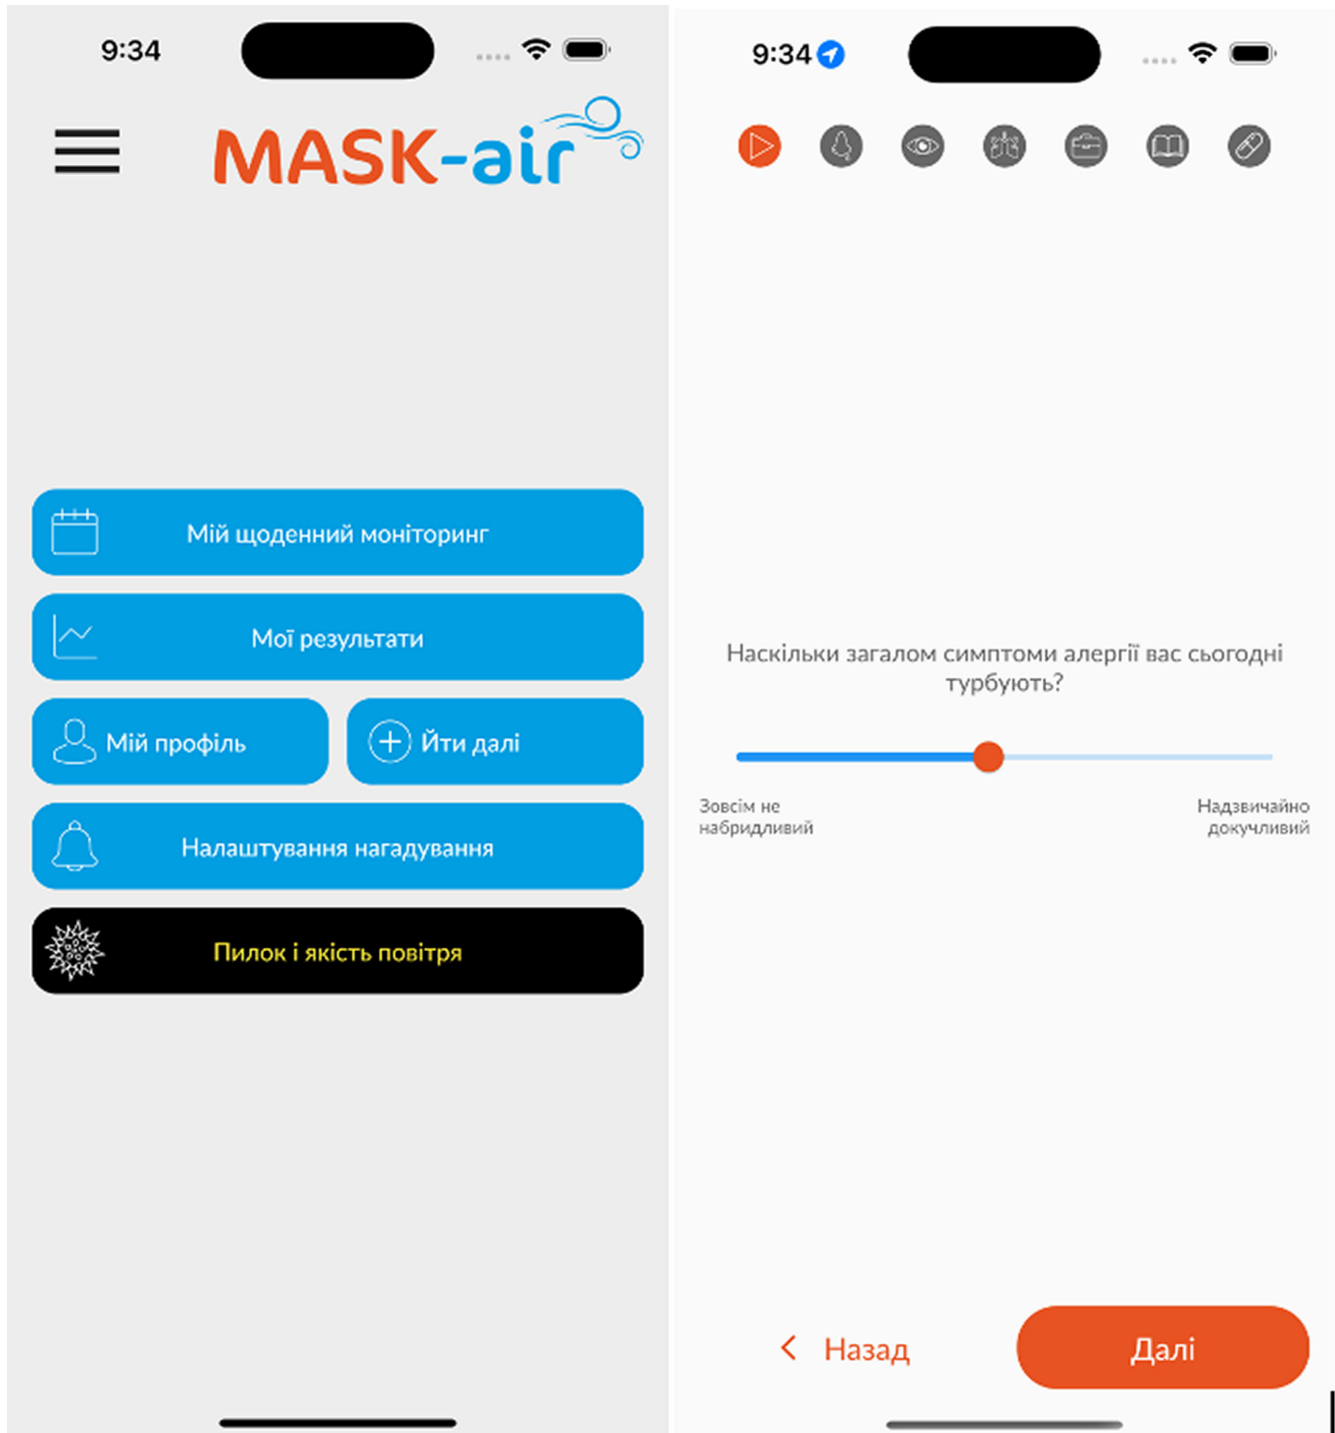 9:34
MASK-air
Мій щоденний моніторинг
Мої результати
Мій профіль
Йти далі
Налаштування нагадування
Пилок і якість повітря
9:34
Наскільки загалом симптоми алергії вас сьогодні
турбують?
Зовсім не
набридливий
Надзвичайно
докучливий
Назад
Далі